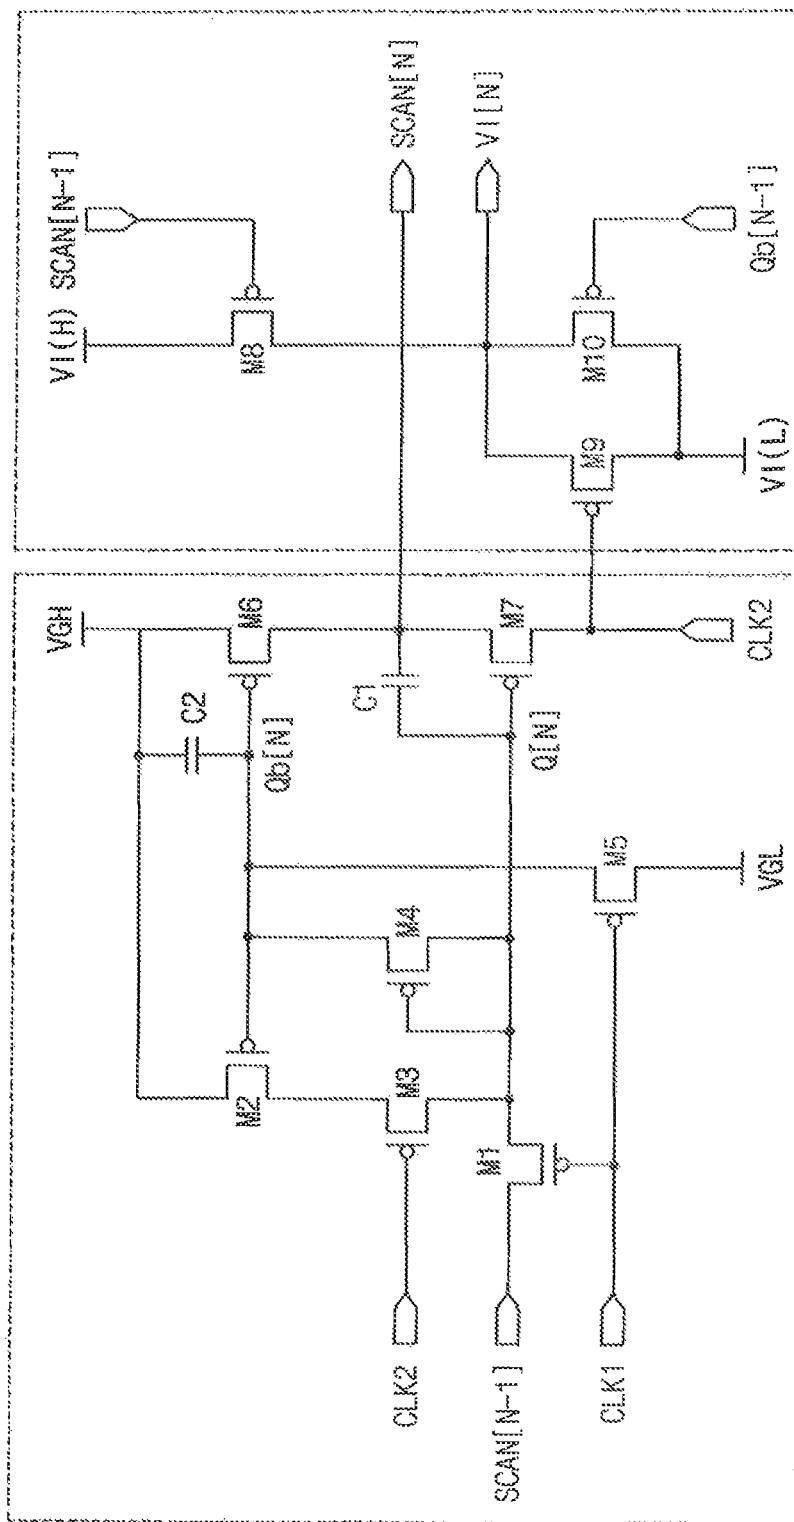 VGH
VI(H)
SCAN[N-1]
C2
M6
M8
M2
Qb[N]
SCAN[N]
CLK2
M3
M4
C1
VI[N]
SCAN[N-1]
M1
Q[N]
M7
M9
M10
CLK1
M5
VGL
CLK2
VI(L)
Qb[N-1]